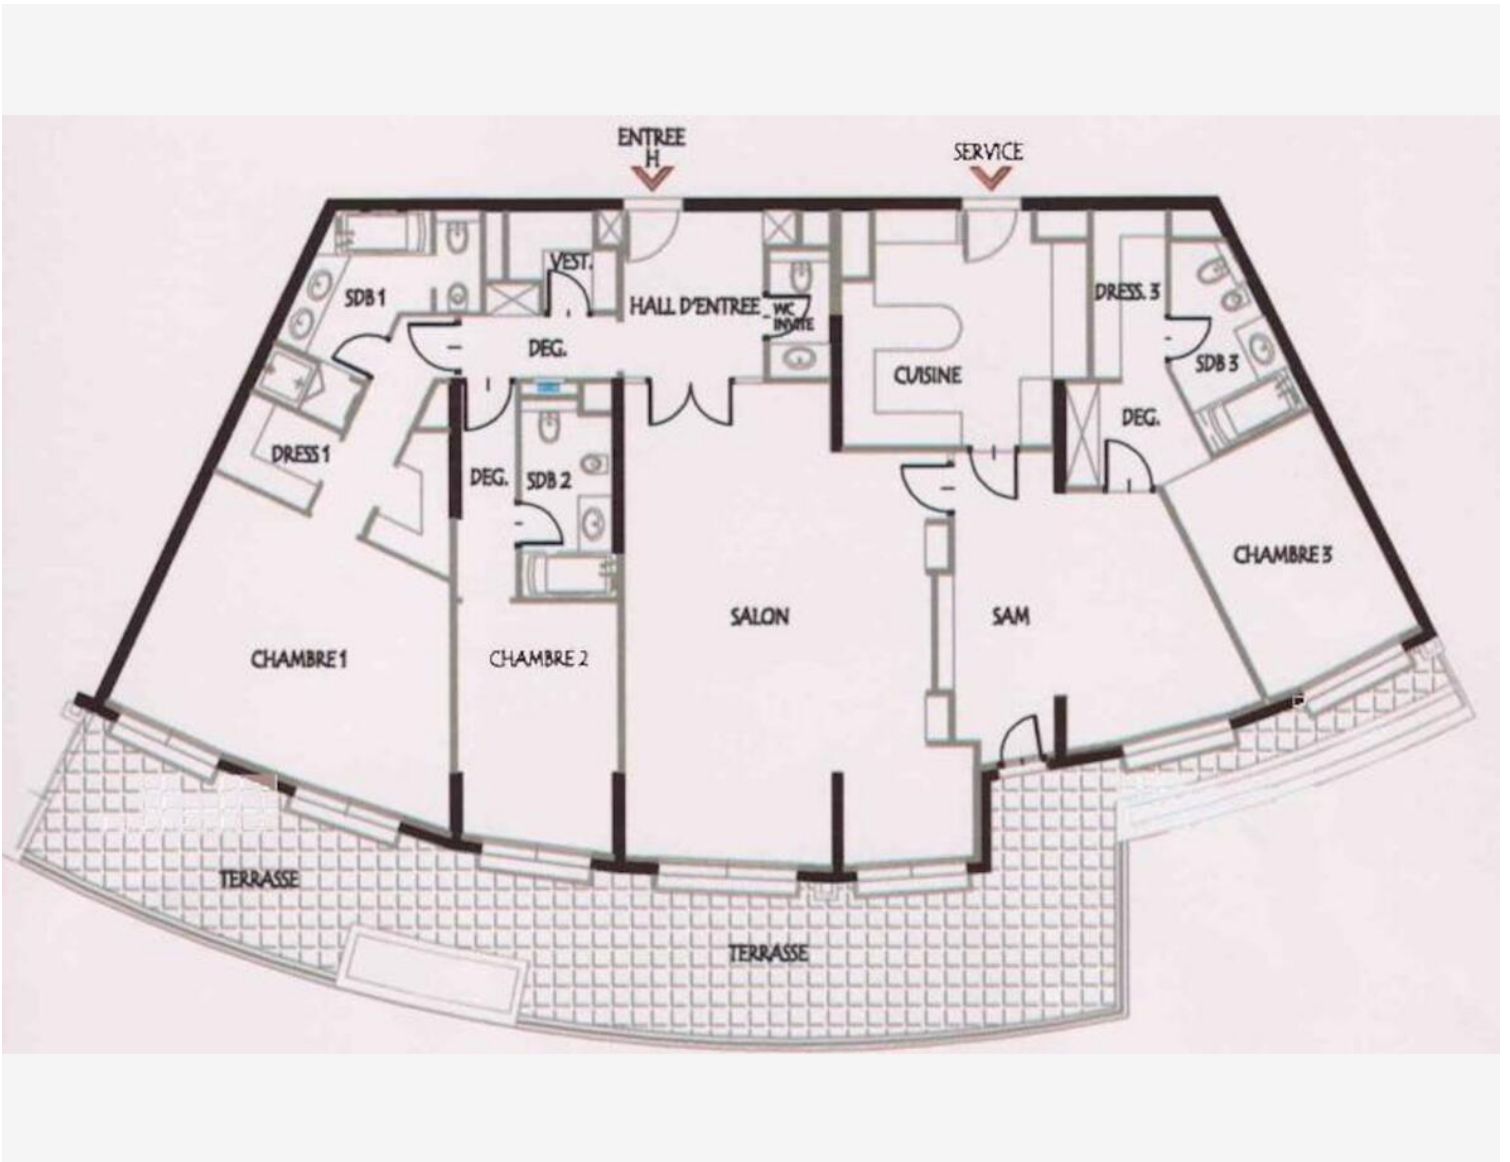 ENTREE
H
SERVICE
VEST.
SDB 1
HALL D'ENTREE
WC
INVITE
DRESS. 3
DEG.
CUISINE
SDB 3
DEG.
DRESS 1
DEG.
SDB 2
CHAMBRE 3
SALON
SAM
CHAMBRE 1
CHAMBRE 2
TERRASSE
TERRASSE